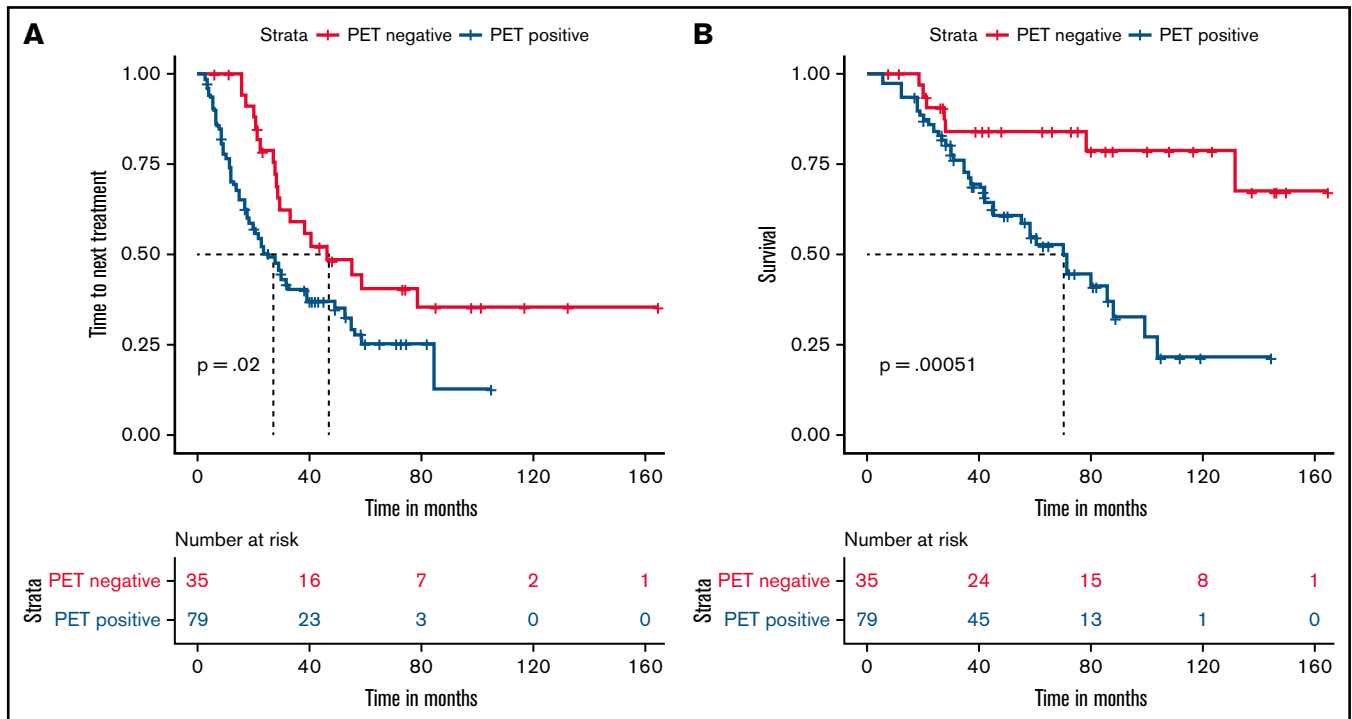 A
Strata PET negative PET positive
1.00
0.75
0.50
0.25
0.00
Time to next treatment
p = .02
0 40 80 120 160
Time in months
Number at risk
Strata
PET negative 35 16 7 2 1
PET positive 79 23 3 0 0
0 40 80 120 160
Time in months
B
Strata PET negative PET positive
1.00
0.75
0.50
0.25
0.00
Survival
p = .00051
0 40 80 120 160
Time in months
Number at risk
Strata
PET negative 35 24 15 8 1
PET positive 79 45 13 1 0
0 40 80 120 160
Time in months